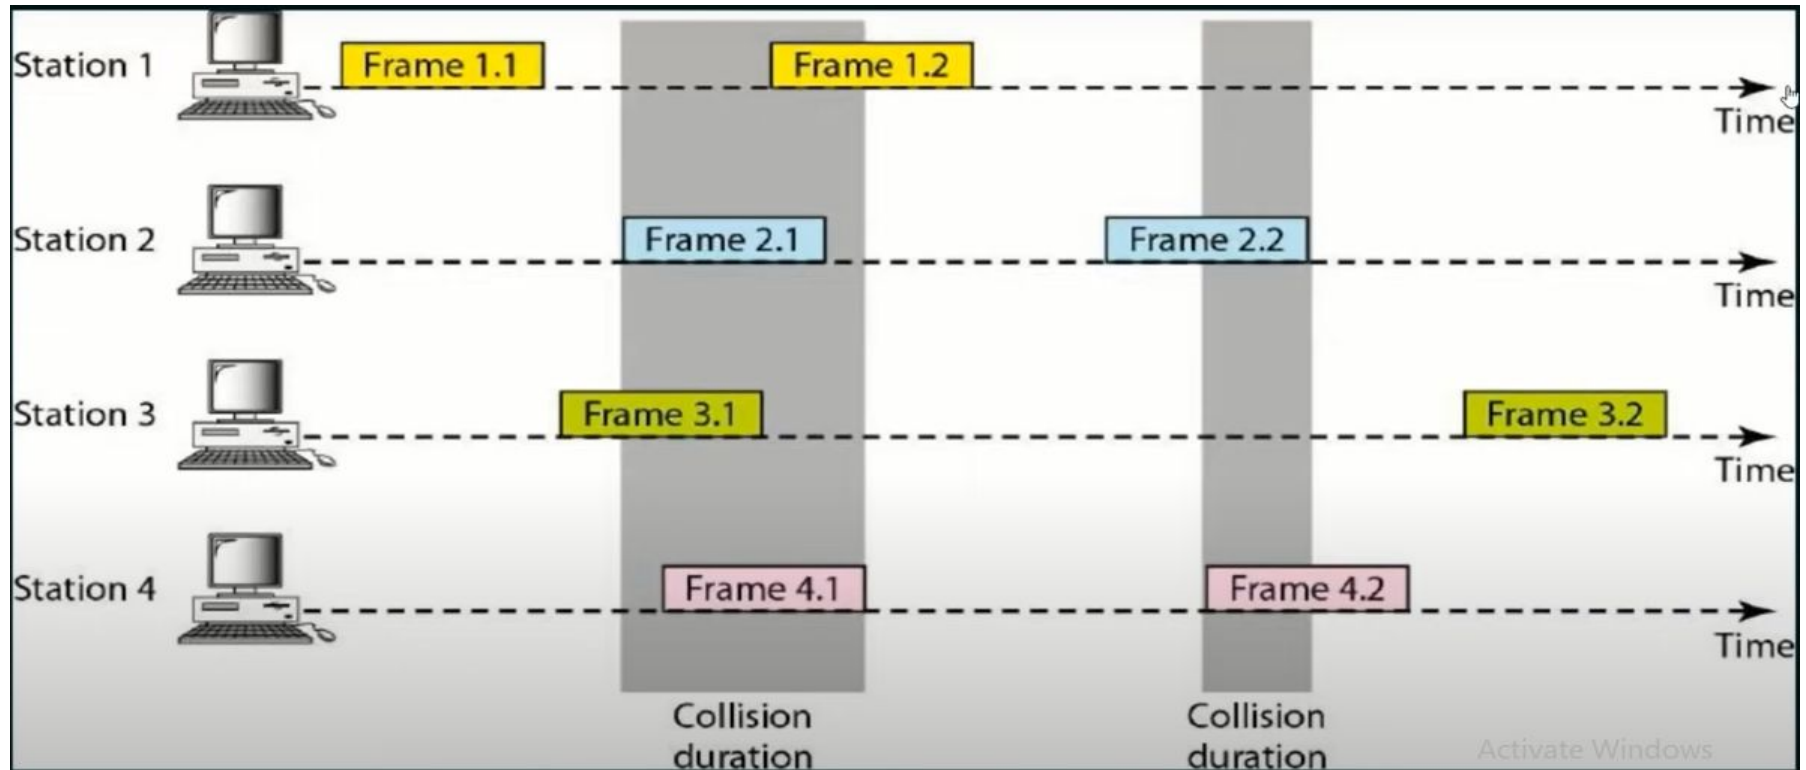 Station 1
Frame 1.1
Frame 1.2
Time
Station 2
Frame 2.1
Frame 2.2
Time
Station 3
Frame 3.1
Frame 3.2
Time
Station 4
Frame 4.1
Frame 4.2
Time
Collision
duration
Collision
duration
Activate Windows